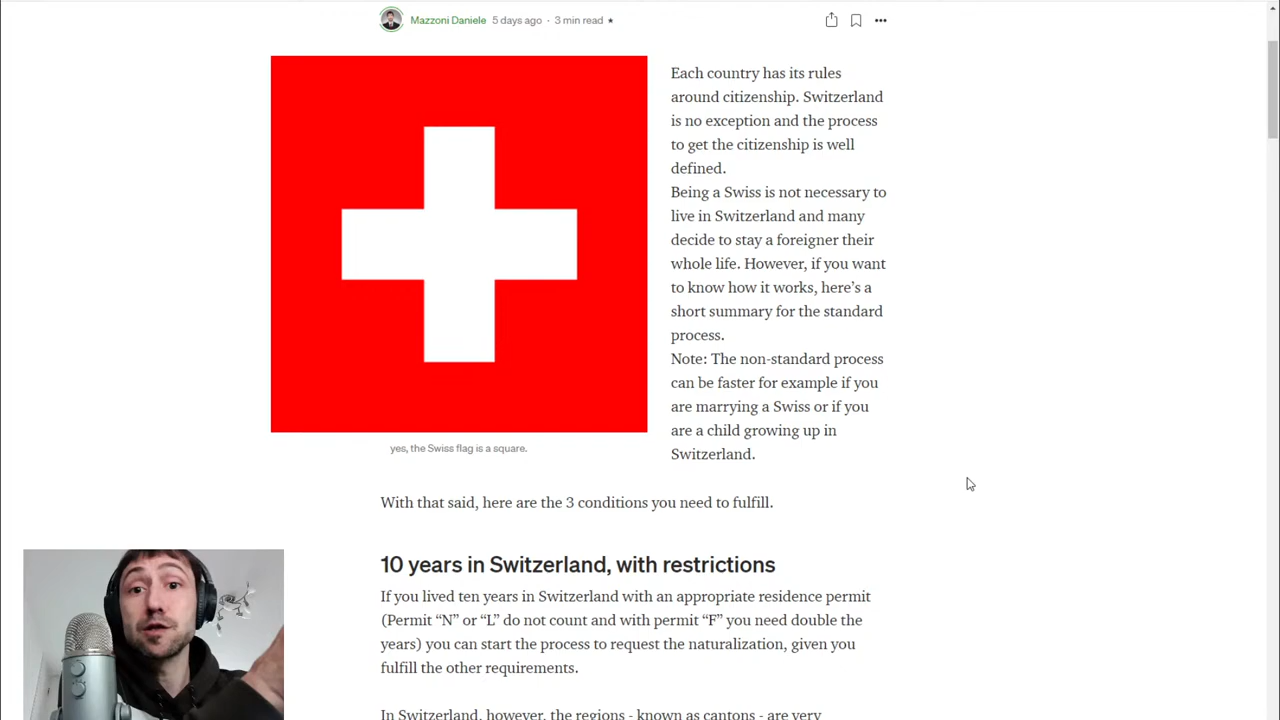 Mazzoni Daniele 5 days ago · 3 min read ★
Each country has its rules
around citizenship. Switzerland
is no exception and the process
to get the citizenship is well
defined.
Being a Swiss is not necessary to
live in Switzerland and many
decide to stay a foreigner their
whole life. However, if you want
to know how it works, here’s a
short summary for the standard
process.
Note: The non-standard process
can be faster for example if you
are marrying a Swiss or if you
are a child growing up in
Switzerland.
yes, the Swiss flag is a square.
With that said, here are the 3 conditions you need to fulfill.
10 years in Switzerland, with restrictions
If you lived ten years in Switzerland with an appropriate residence permit
(Permit “N” or “L” do not count and with permit “F” you need double the
years) you can start the process to request the naturalization, given you
fulfill the other requirements.
In Switzerland, however, the regions - known as cantons - are very